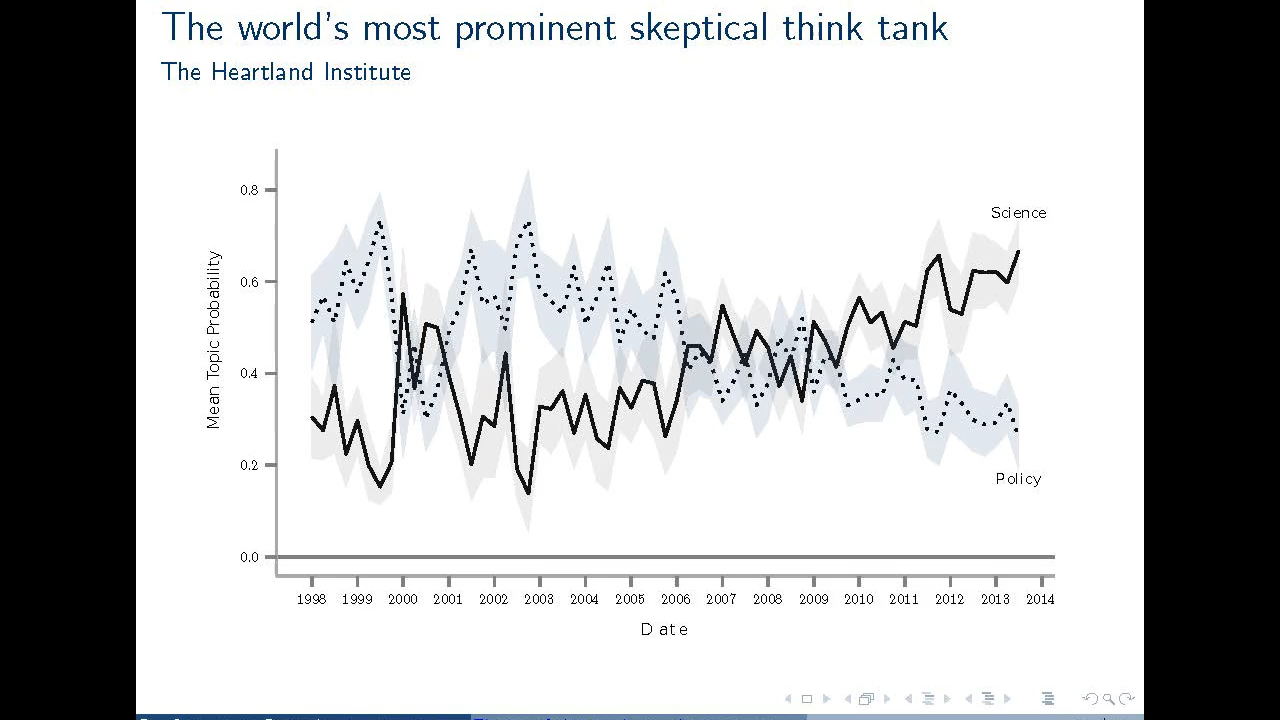 The world's most prominent skeptical think tank
The Heartland Institute
Mean Topic Probability
0.8
0.6
0.4
0.2
0.0
Science
Policy
1998 1999 2000 2001 2002 2003 2004 2005 2006 2007 2008 2009 2010 2011 2012 2013 2014
Date